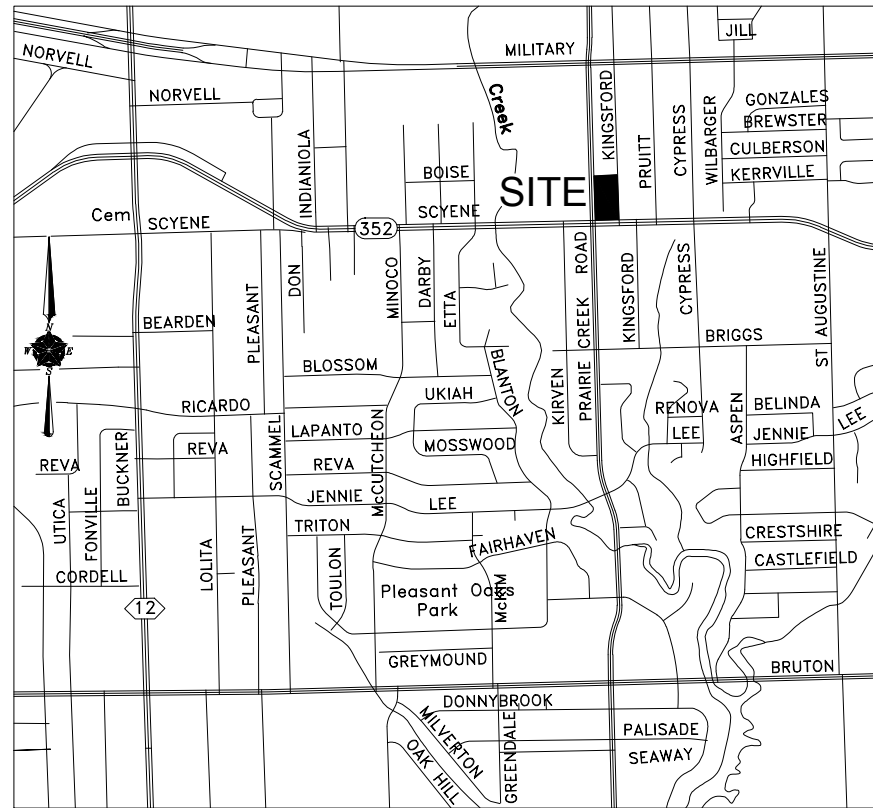 JILL
MILITARY
NORVELL
NORVELL
Creek
KINGSFORD
PRUITT
CYPRESS
WILBARGER
GONZALES
BREWSTER
CULBERSON
KERRVILLE
INDIANIOLA
BOISE
SITE
SCYENE
Cem
SCYENE
352
DON
MINOCO
DARBY
ETTA
PRAIRIE CREEK ROAD
KINGSFORD
CYPRESS
ST AUGUSTINE
N
W
E
S
BEARDEN
PLEASANT
BRIGGS
BLOSSOM
BLANTON
KIRVEN
UKIAH
RICARDO
RENOVA
BELINDA
LEE
ASPEN
LAPANTO
McCUTCHEON
MOSSWOOD
LEE
JENNIE
SCAMMEL
REVA
REVA
REVA
HIGHFIELD
BUCKNER
JENNIE
LEE
UTICA
FONVILLE
TRITON
FAIRHAVEN
CRESTSHIRE
CASTLEFIELD
LOLITA
PLEASANT
CORDELL
TOULON
Pleasant Oaks
Park
McKIM
12
GREYMOUND
BRUTON
DONNYBROOK
MILVERTON
OAK HILL
GREENDALE
PALISADE
SEAWAY